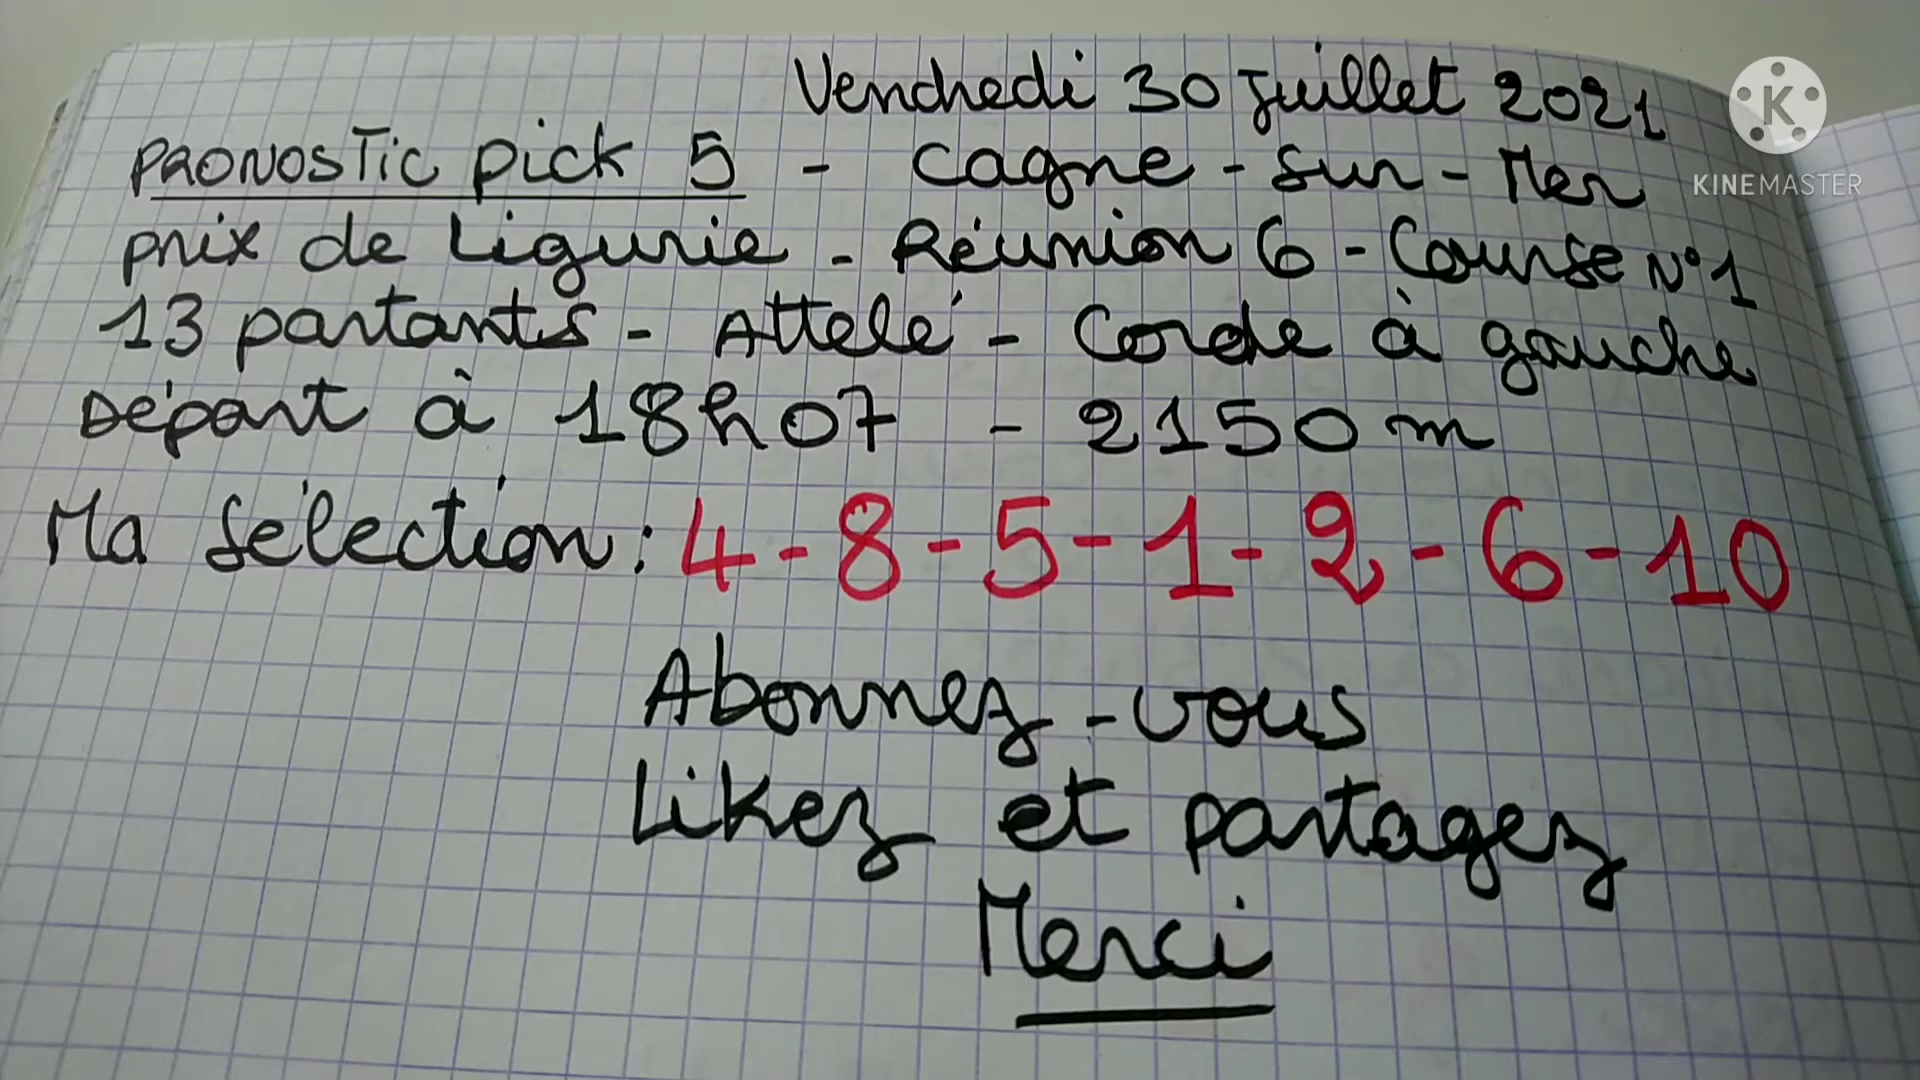 Vendredi 30 Juillet 2021
PRONOSTIC PICK 5 - Cagne-sur-Mer
prix de Ligurie - Réunion 6 - Course N°1
13 partants - Attelé - Corde à gauche
Départ à 18h07 - 2150m
Ma sélection : 4 - 8 - 5 - 1 - 2 - 6 - 10
Abonnez-vous
Likez et partagez
Merci
K
KINEMASTER